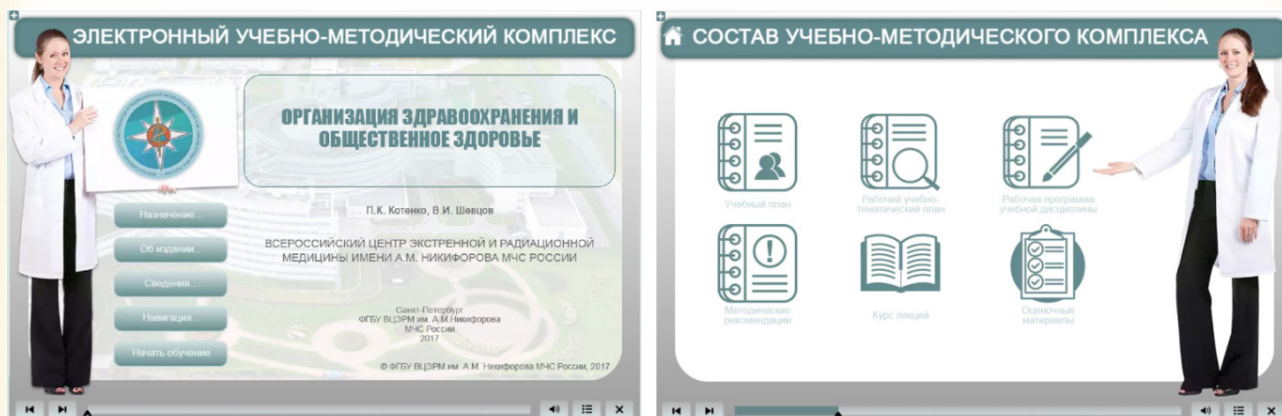 ЭЛЕКТРОННЫЙ УЧЕБНО-МЕТОДИЧЕСКИЙ КОМПЛЕКС
ОРГАНИЗАЦИЯ ЗДРАВООХРАНЕНИЯ И
ОБЩЕСТВЕННОЕ ЗДОРОВЬЕ
П.К. Котенко, В.И. Шевцов
ВСЕРОССИЙСКИЙ ЦЕНТР ЭКСТРЕННОЙ И РАДИАЦИОННОЙ
МЕДИЦИНЫ ИМЕНИ А.М. НИКИФОРОВА МЧС РОССИИ
Назначение...
Об издании...
Сведения...
Навигация...
Начать обучение
Санкт-Петербург
ФГБУ ВЦЭРМ им. А.М.Никифорова
МЧС России
2017
© ФГБУ ВЦЭРМ им. А.М. Никифорова МЧС России, 2017
СОСТАВ УЧЕБНО-МЕТОДИЧЕСКОГО КОМПЛЕКСА
Учебный план
Рабочий учебно-
тематический план
Рабочая программа
учебной дисциплины
Методические
рекомендации
Курс лекций
Оценочные
материалы